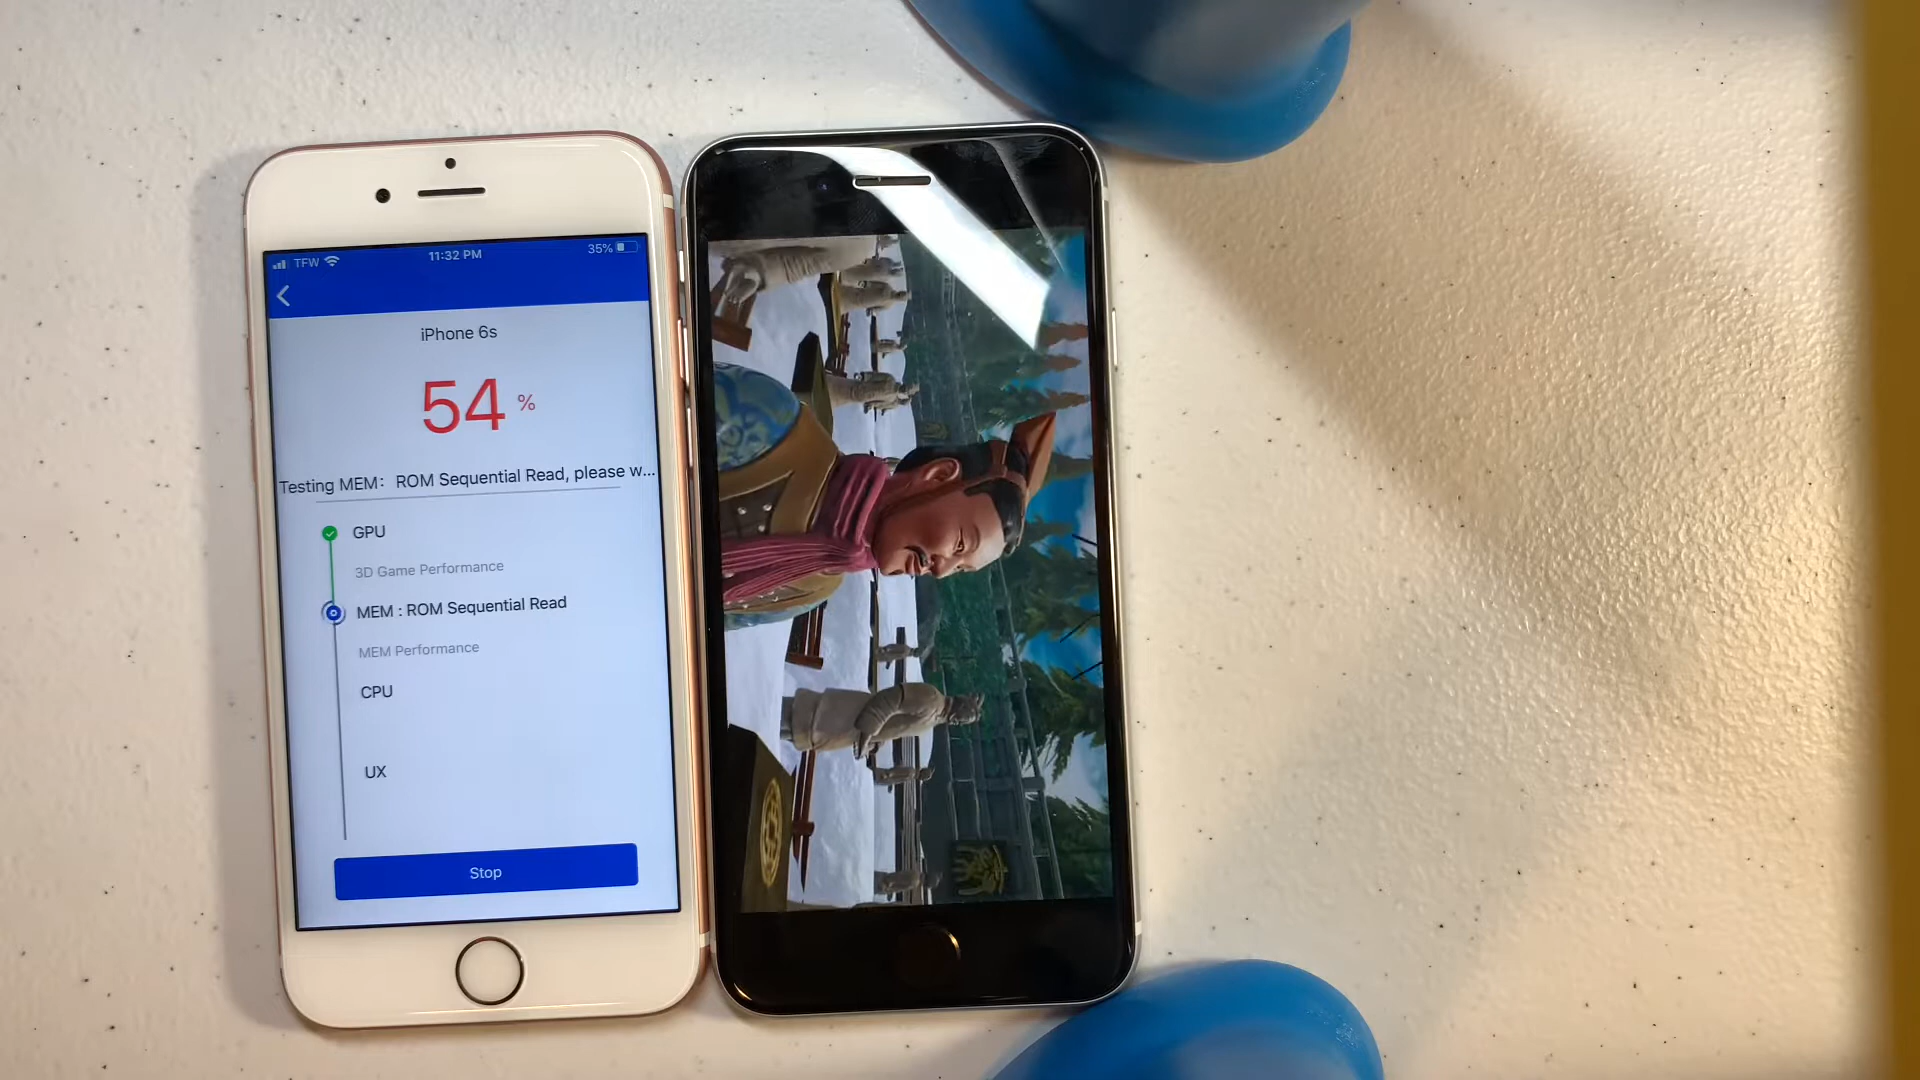 TFW 11:32 PM 35%
iPhone 6s
54 %
Testing MEM: ROM Sequential Read, please w...
GPU
3D Game Performance
MEM : ROM Sequential Read
MEM Performance
CPU
UX
Stop